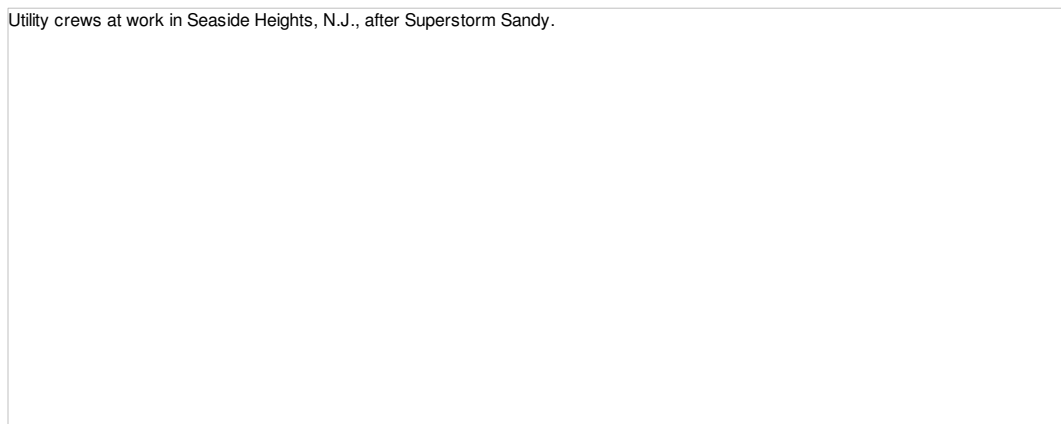 Utility crews at work in Seaside Heights, N.J., after Superstorm Sandy.